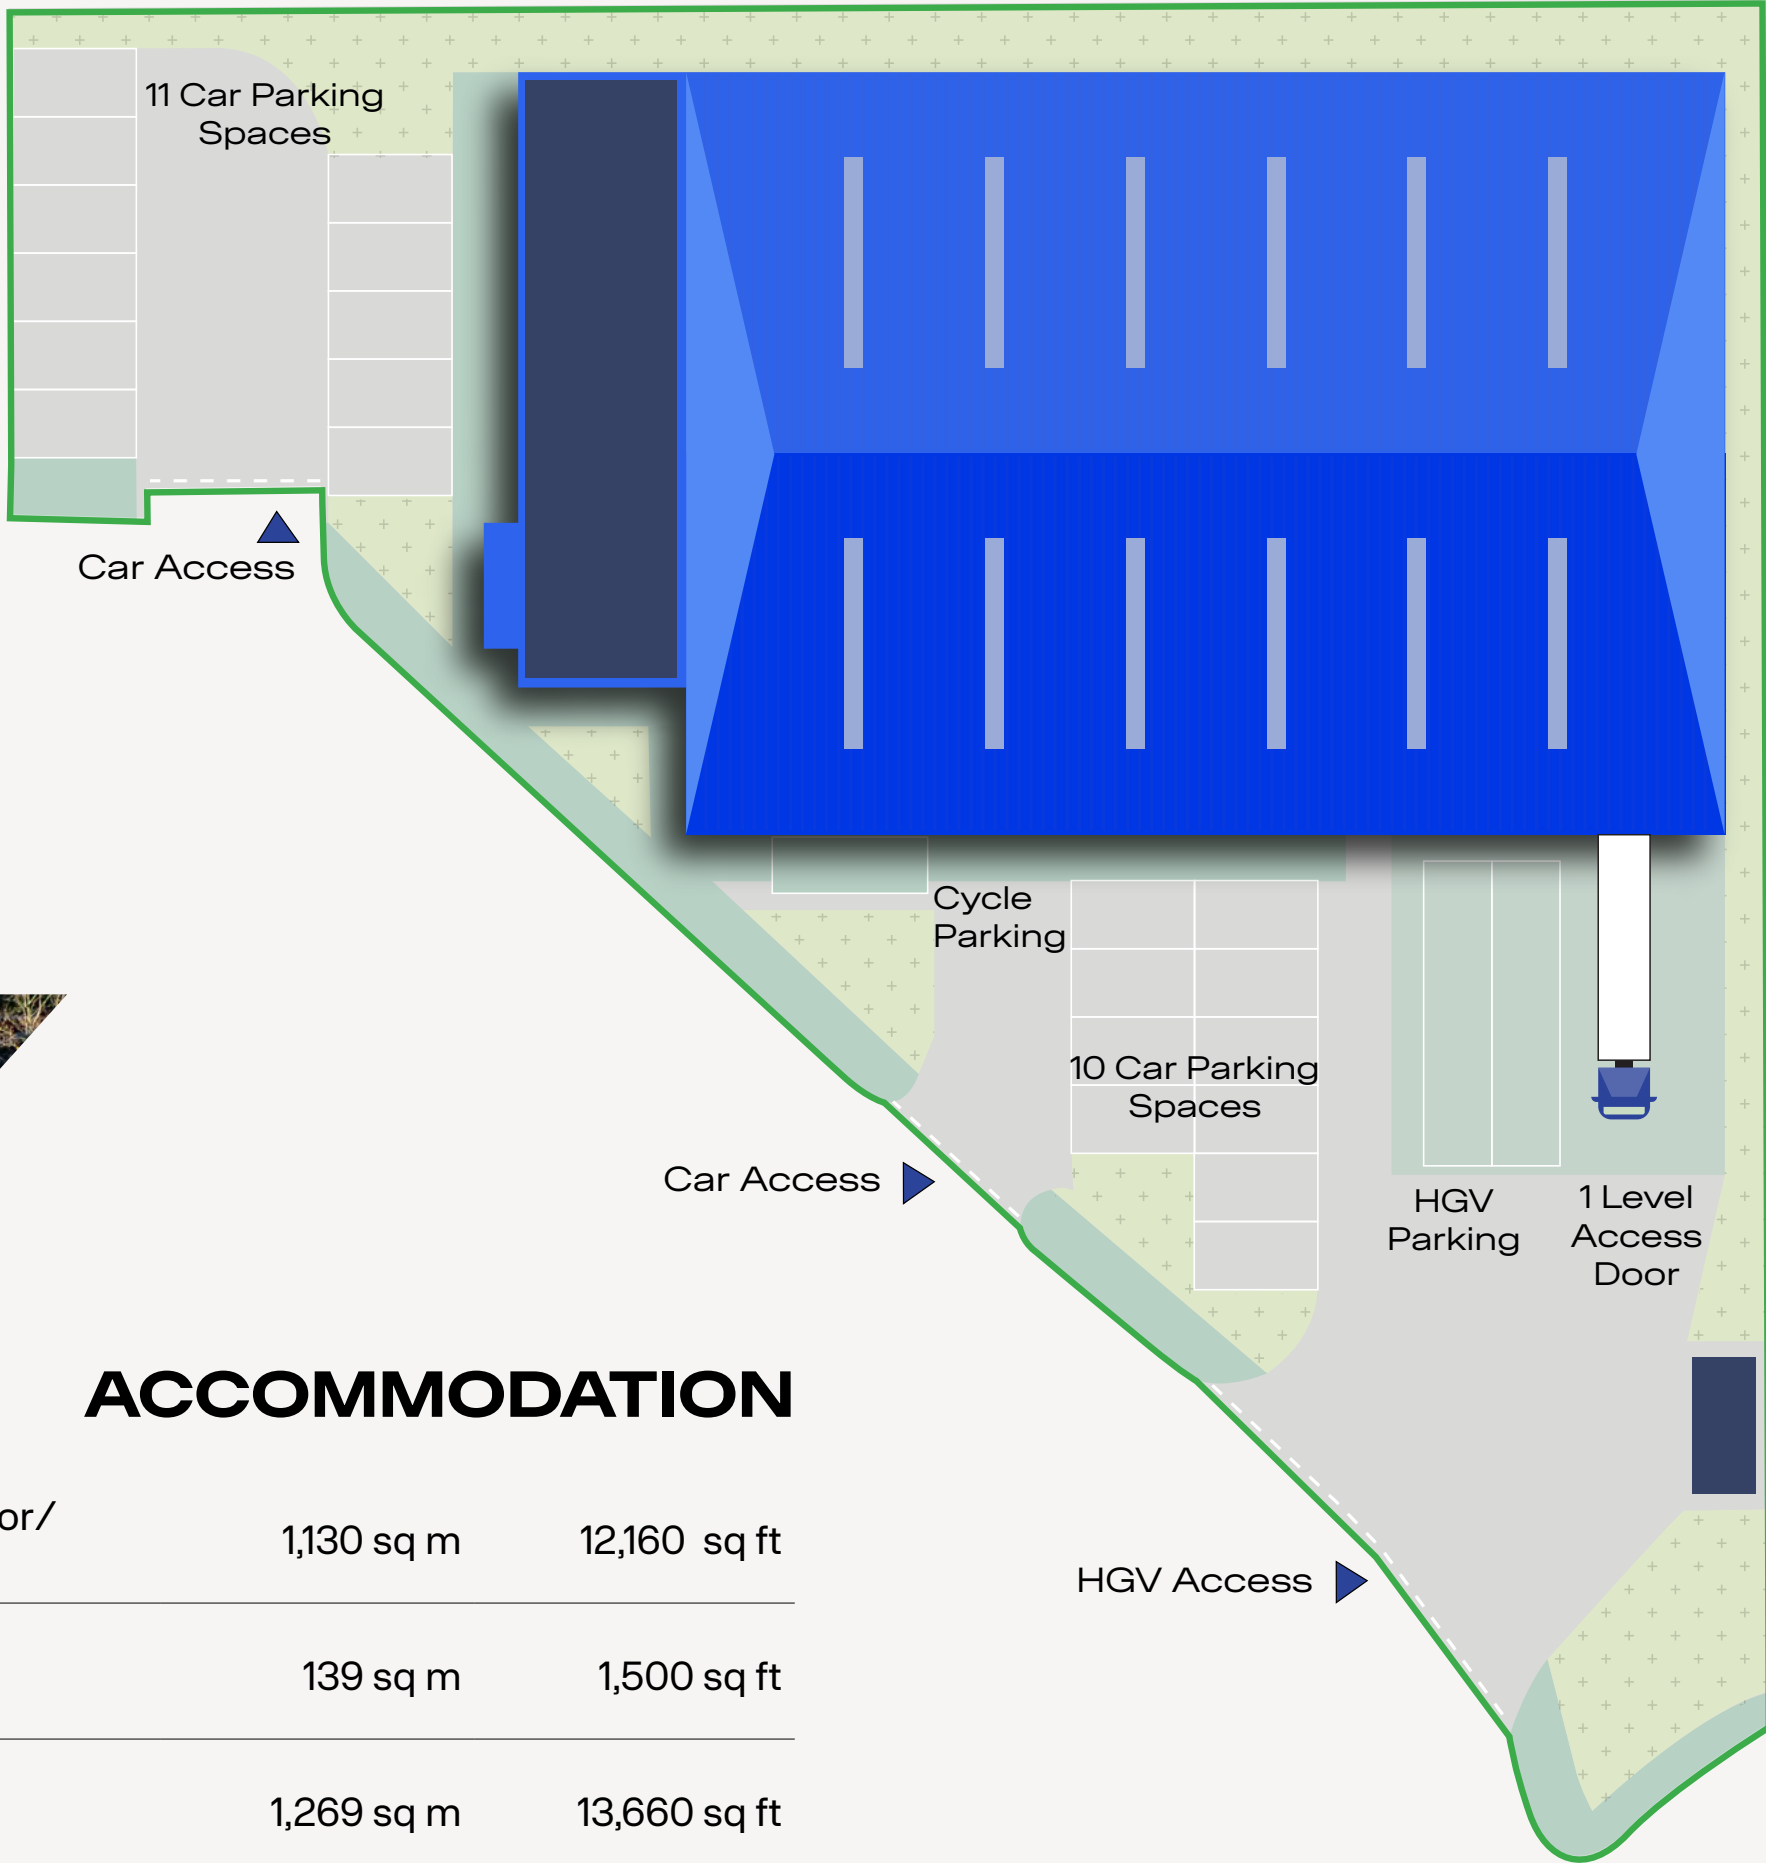 11 Car Parking
Spaces
Car Access
Cycle
Parking
10 Car Parking
Spaces
Car Access
HGV
Parking
1 Level
Access
Door
HGV Access
ACCOMMODATION
or/
1,130 sq m 12,160 sq ft
139 sq m 1,500 sq ft
1,269 sq m 13,660 sq ft